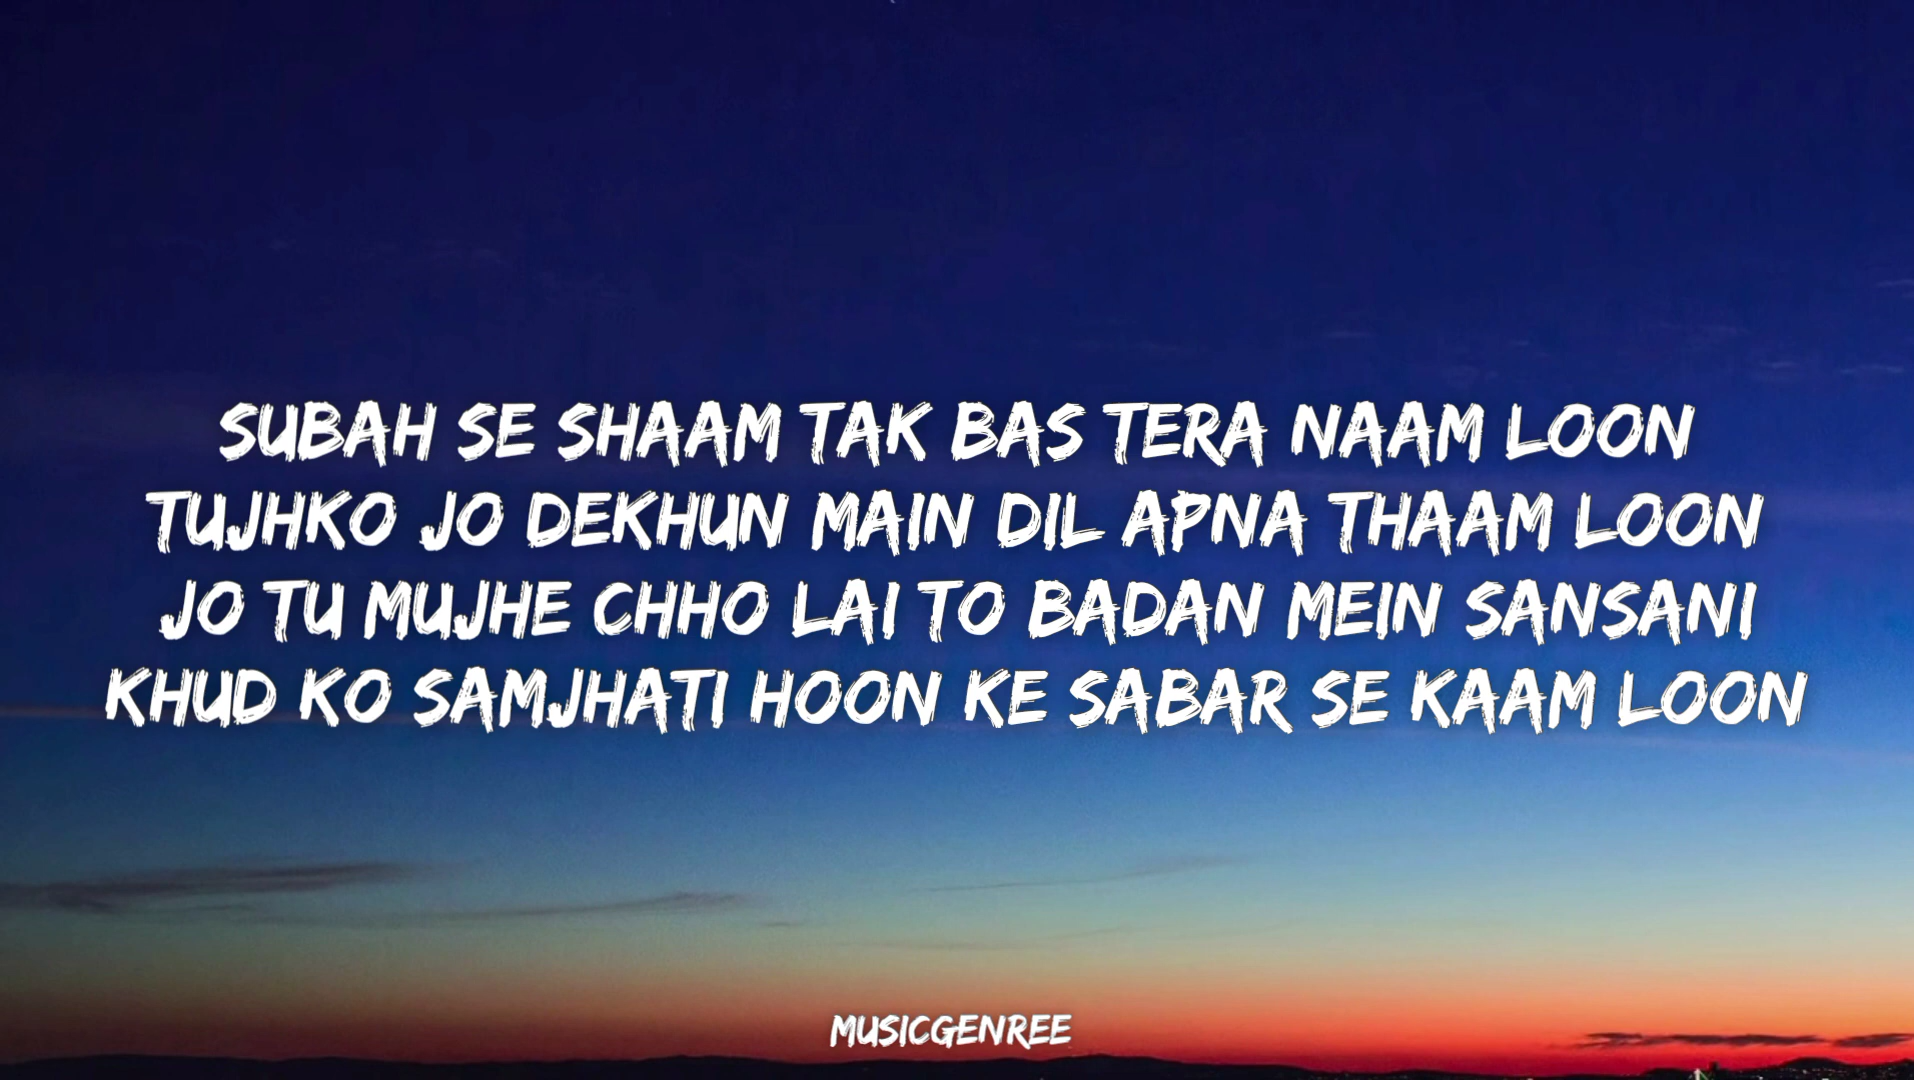 SUBAH SE SHAAM TAK BAS TERA NAAM LOON
TUJHKO JO DEKHUN MAIN DIL APNA THAAM LOON
JO TU MUJHE CHHO LAI TO BADAN MEIN SANSANI
KHUD KO SAMJHATI HOON KE SABAR SE KAAM LOON
MUSICGENREE